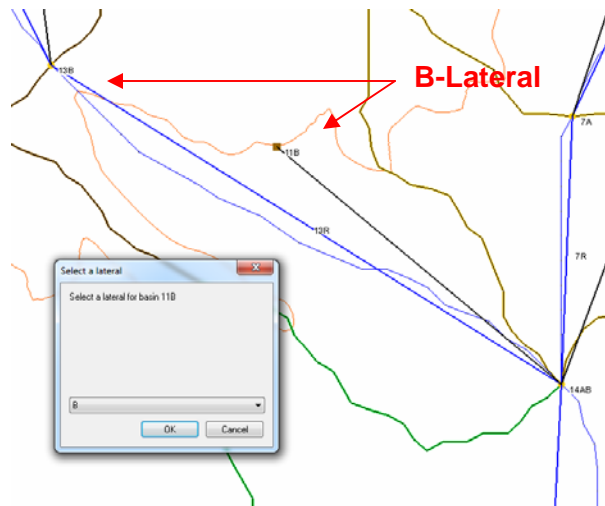 13B
B-Lateral
7A
11B
13R
7R
Select a lateral
Select a lateral for basin 11B
B
OK
Cancel
14AB